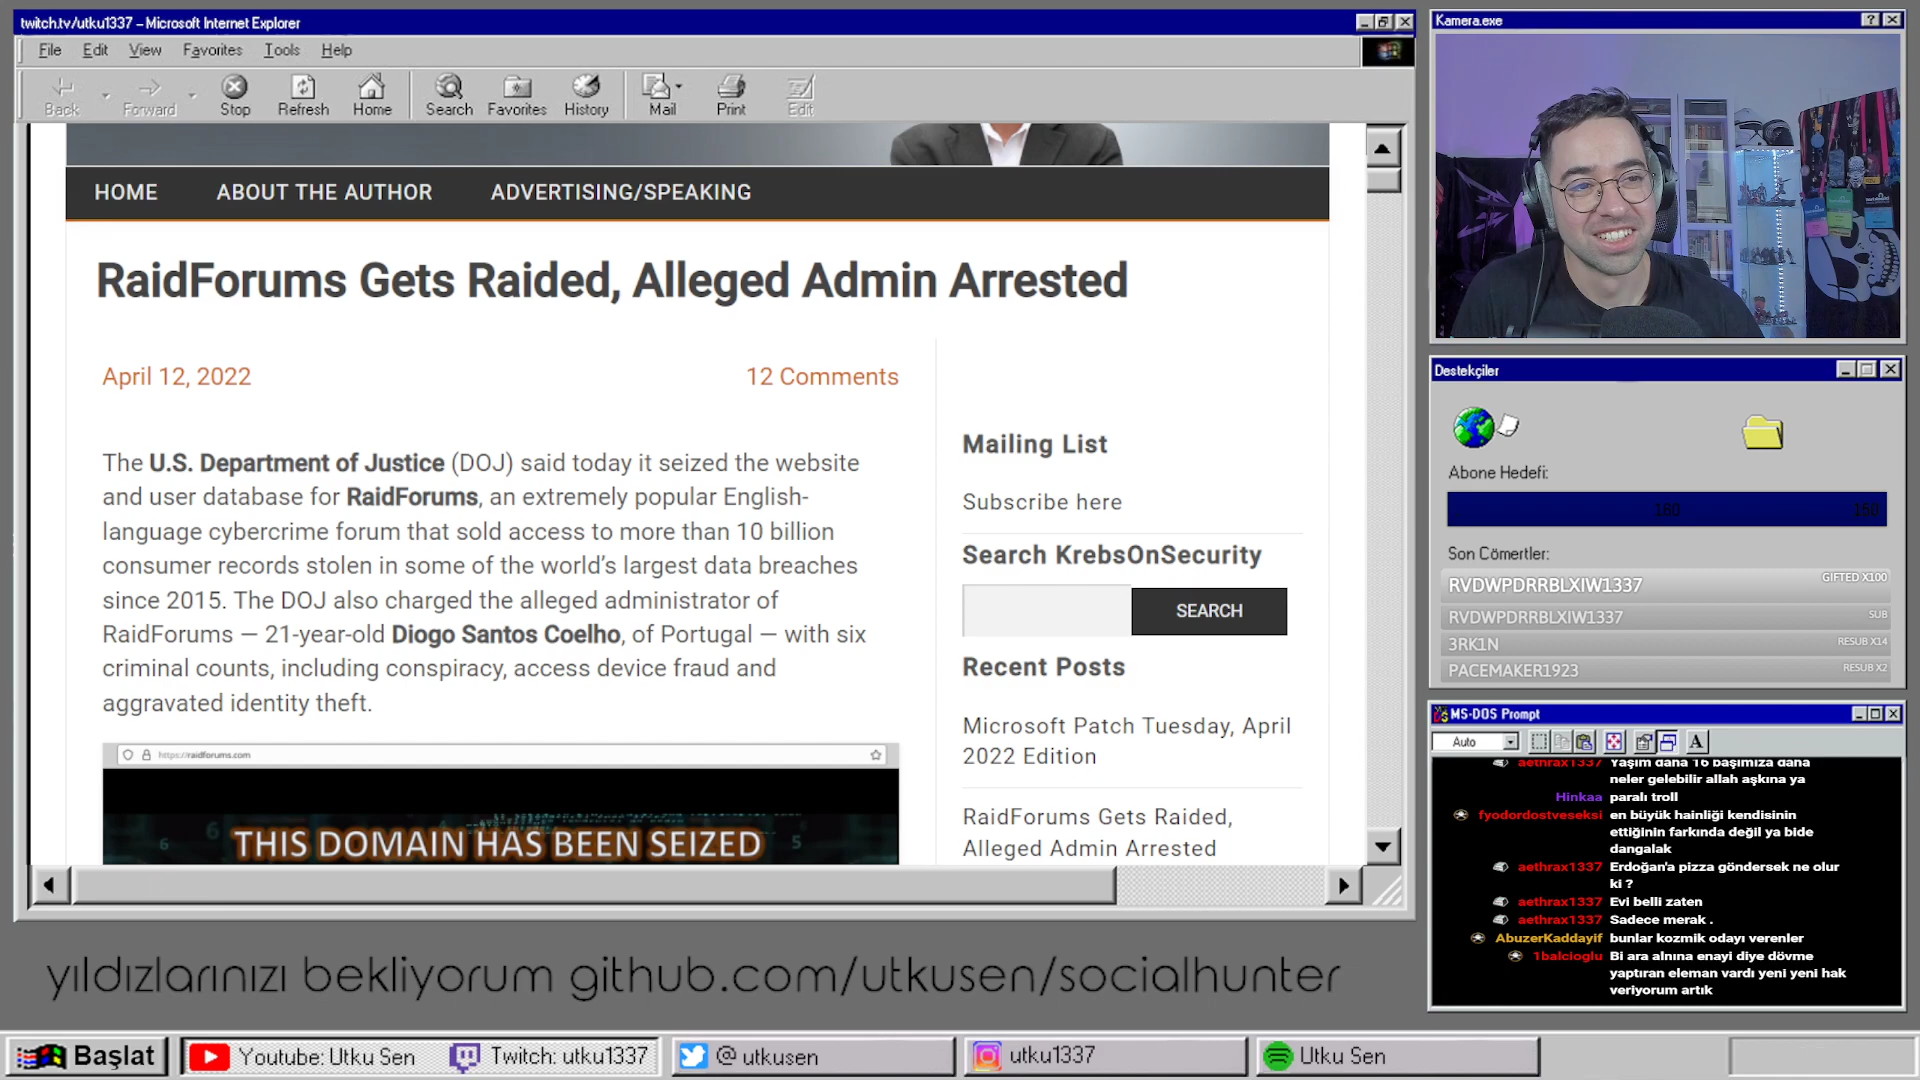 twitch.tv/utku1337 – Microsoft Internet Explorer
File Edit View Favorites Tools Help
Back Forward Stop Refresh Home Search Favorites History Mail Print Edit
HOME ABOUT THE AUTHOR ADVERTISING/SPEAKING
RaidForums Gets Raided, Alleged Admin Arrested
April 12, 2022 12 Comments
The U.S. Department of Justice (DOJ) said today it seized the website
and user database for RaidForums, an extremely popular English-
language cybercrime forum that sold access to more than 10 billion
consumer records stolen in some of the world’s largest data breaches
since 2015. The DOJ also charged the alleged administrator of
RaidForums — 21-year-old Diogo Santos Coelho, of Portugal — with six
criminal counts, including conspiracy, access device fraud and
aggravated identity theft.
https://raidforums.com
THIS DOMAIN HAS BEEN SEIZED
Mailing List
Subscribe here
Search KrebsOnSecurity
SEARCH
Recent Posts
Microsoft Patch Tuesday, April
2022 Edition
RaidForums Gets Raided,
Alleged Admin Arrested
Kamera.exe
Destekçiler
Abone Hedefi:
180 150
Son Cömertler:
RVDWPDRRBLXIW1337 GIFTED X100
RVDWPDRRBLXIW1337 SUB
3RK1N RESUB X14
PACEMAKER1923 RESUB X2
MS-DOS Prompt
Auto
A
aethrax1337 Yaşım daha 16 başımıza daha
neler gelebilir allah aşkına ya
Hinkaa paralı troll
fyodordostveseksi en büyük hainliği kendisinin
ettiğinin farkında değil ya bide
dangalak
aethrax1337 Erdoğan'a pizza göndersek ne olur
ki ?
aethrax1337 Evi belli zaten
aethrax1337 Sadece merak .
AbuzerKaddayif bunlar kozmik odayı verenler
1balcioglu Bi ara alnına enayi diye dövme
yaptıran eleman vardı yeni yeni hak
veriyorum artık
yıldızlarınızı bekliyorum github.com/utkusen/socialhunter
Başlat Youtube: Utku Sen Twitch: utku1337 @utkusen utku1337 Utku Sen